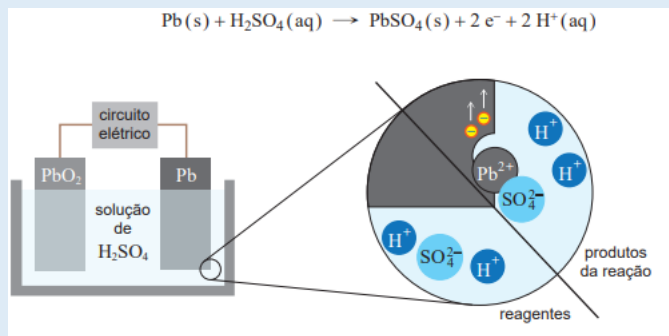 Pb(s) + H₂SO₄(aq) ⟶ PbSO₄(s) + 2 e⁻ + 2 H⁺(aq)
circuito
elétrico
PbO₂
Pb
solução
de
H₂SO₄
−
−
H⁺
H⁺
Pb²⁺
SO₄²⁻
H⁺
SO₄²⁻
H⁺
produtos
da reação
reagentes